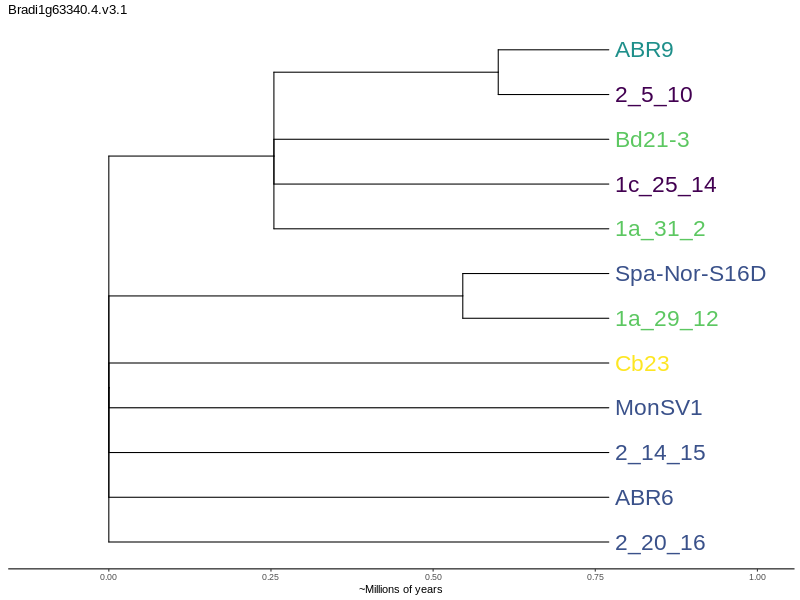 Bradi1g63340.4.v3.1
ABR9
2_5_10
Bd21-3
1c_25_14
1a_31_2
Spa-Nor-S16D
1a_29_12
Cb23
MonSV1
2_14_15
ABR6
2_20_16
0.00 0.25 0.50 0.75 1.00
~Millions of years